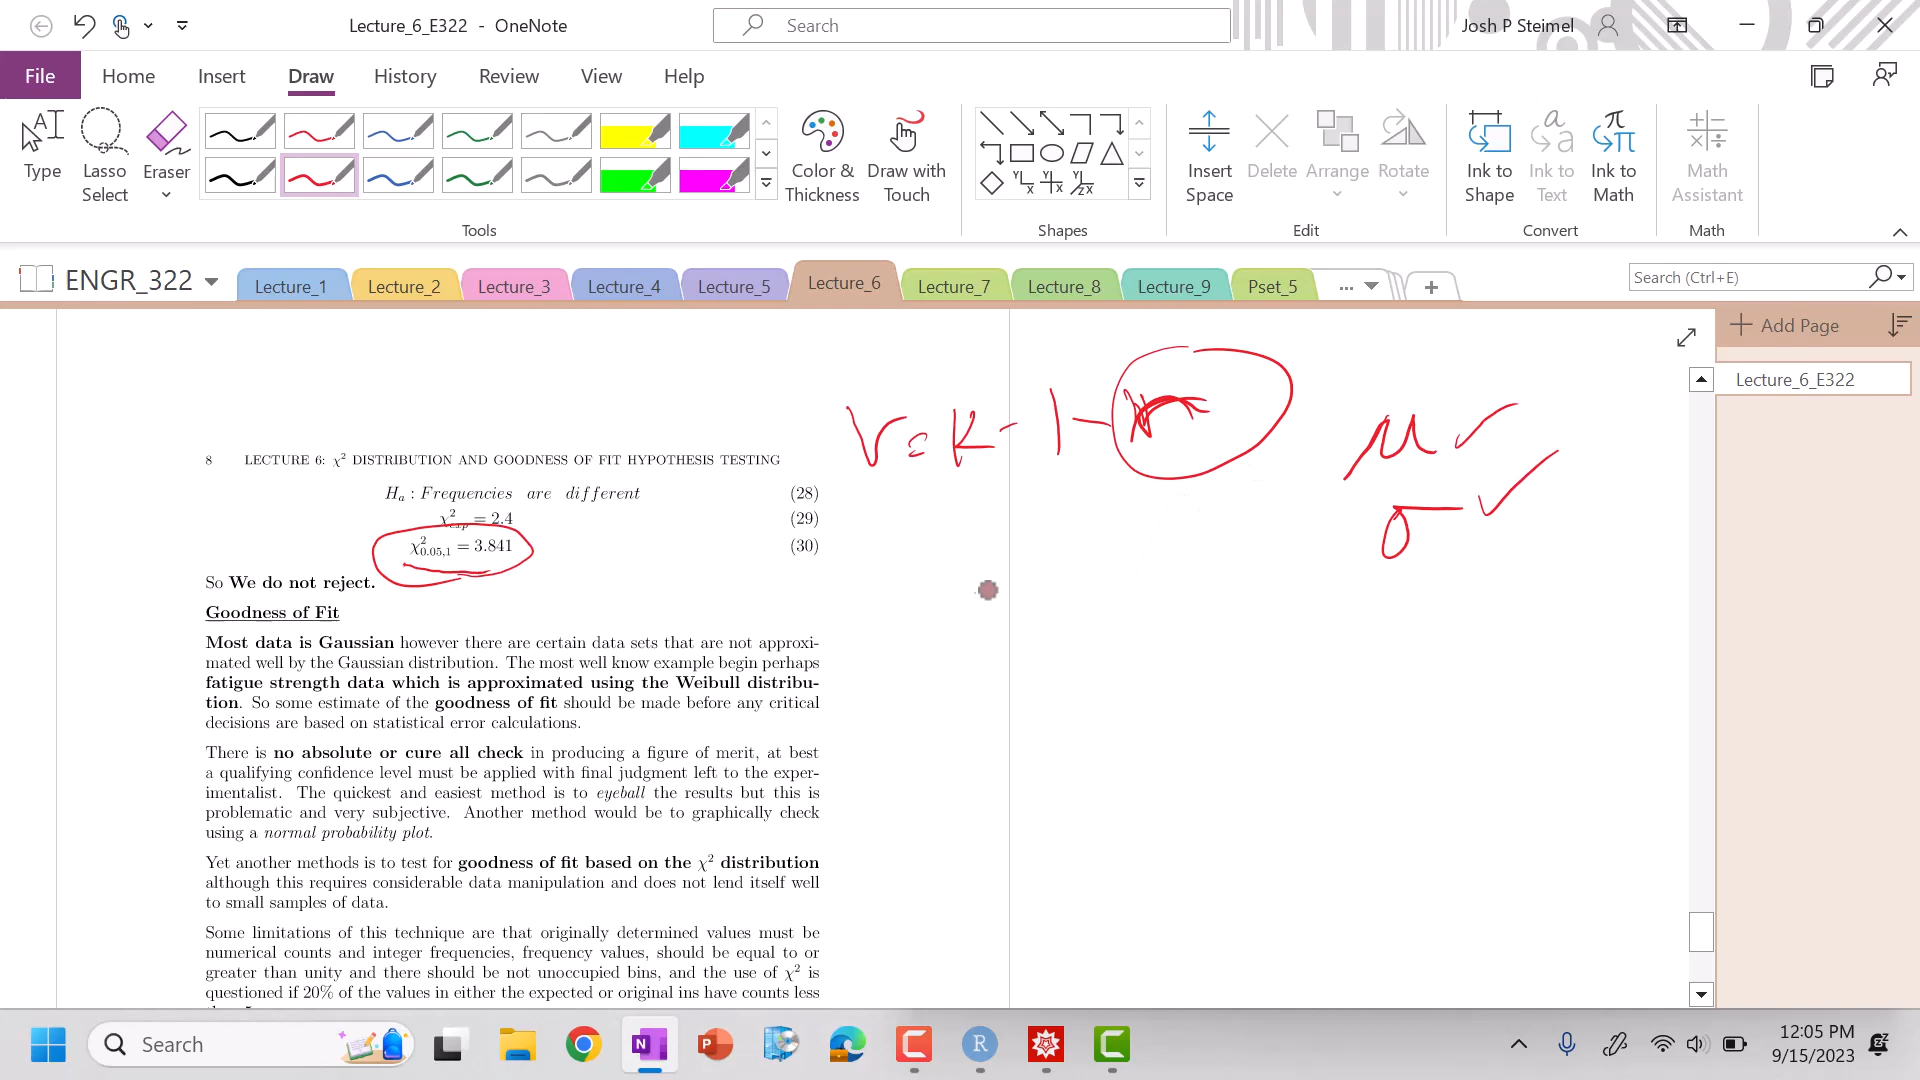 Lecture_6_E322 - OneNote
Search
Josh P Steimel
File Home Insert Draw History Review View Help
Type
Lasso Select
Eraser
Color & Thickness
Draw with Touch
Insert Space
Delete
Arrange
Rotate
Ink to Shape
Ink to Text
Ink to Math
Math Assistant
Tools Shapes Edit Convert Math
ENGR_322 Lecture_1 Lecture_2 Lecture_3 Lecture_4 Lecture_5 Lecture_6 Lecture_7 Lecture_8 Lecture_9 Pset_5 ...
Search (Ctrl+E)
Add Page
Lecture_6_E322
8 LECTURE 6: χ² DISTRIBUTION AND GOODNESS OF FIT HYPOTHESIS TESTING
Hₐ : Frequencies are different (28)
χ²exp = 2.4 (29)
χ²0.05,1 = 3.841 (30)
So We do not reject.
Goodness of Fit
Most data is Gaussian however there are certain data sets that are not approxi-
mated well by the Gaussian distribution. The most well know example begin perhaps
fatigue strength data which is approximated using the Weibull distribu-
tion. So some estimate of the goodness of fit should be made before any critical
decisions are based on statistical error calculations.
There is no absolute or cure all check in producing a figure of merit, at best
a qualifying confidence level must be applied with final judgment left to the exper-
imentalist. The quickest and easiest method is to eyeball the results but this is
problematic and very subjective. Another method would be to graphically check
using a normal probability plot.
Yet another methods is to test for goodness of fit based on the χ² distribution
although this requires considerable data manipulation and does not lend itself well
to small samples of data.
Some limitations of this technique are that originally determined values must be
numerical counts and integer frequencies, frequency values, should be equal to or
greater than unity and there should be not unoccupied bins, and the use of χ² is
questioned if 20% of the values in either the expected or original ins have counts less
ν = k - 1 -
μ ✓
σ ✓
Search
12:05 PM
9/15/2023